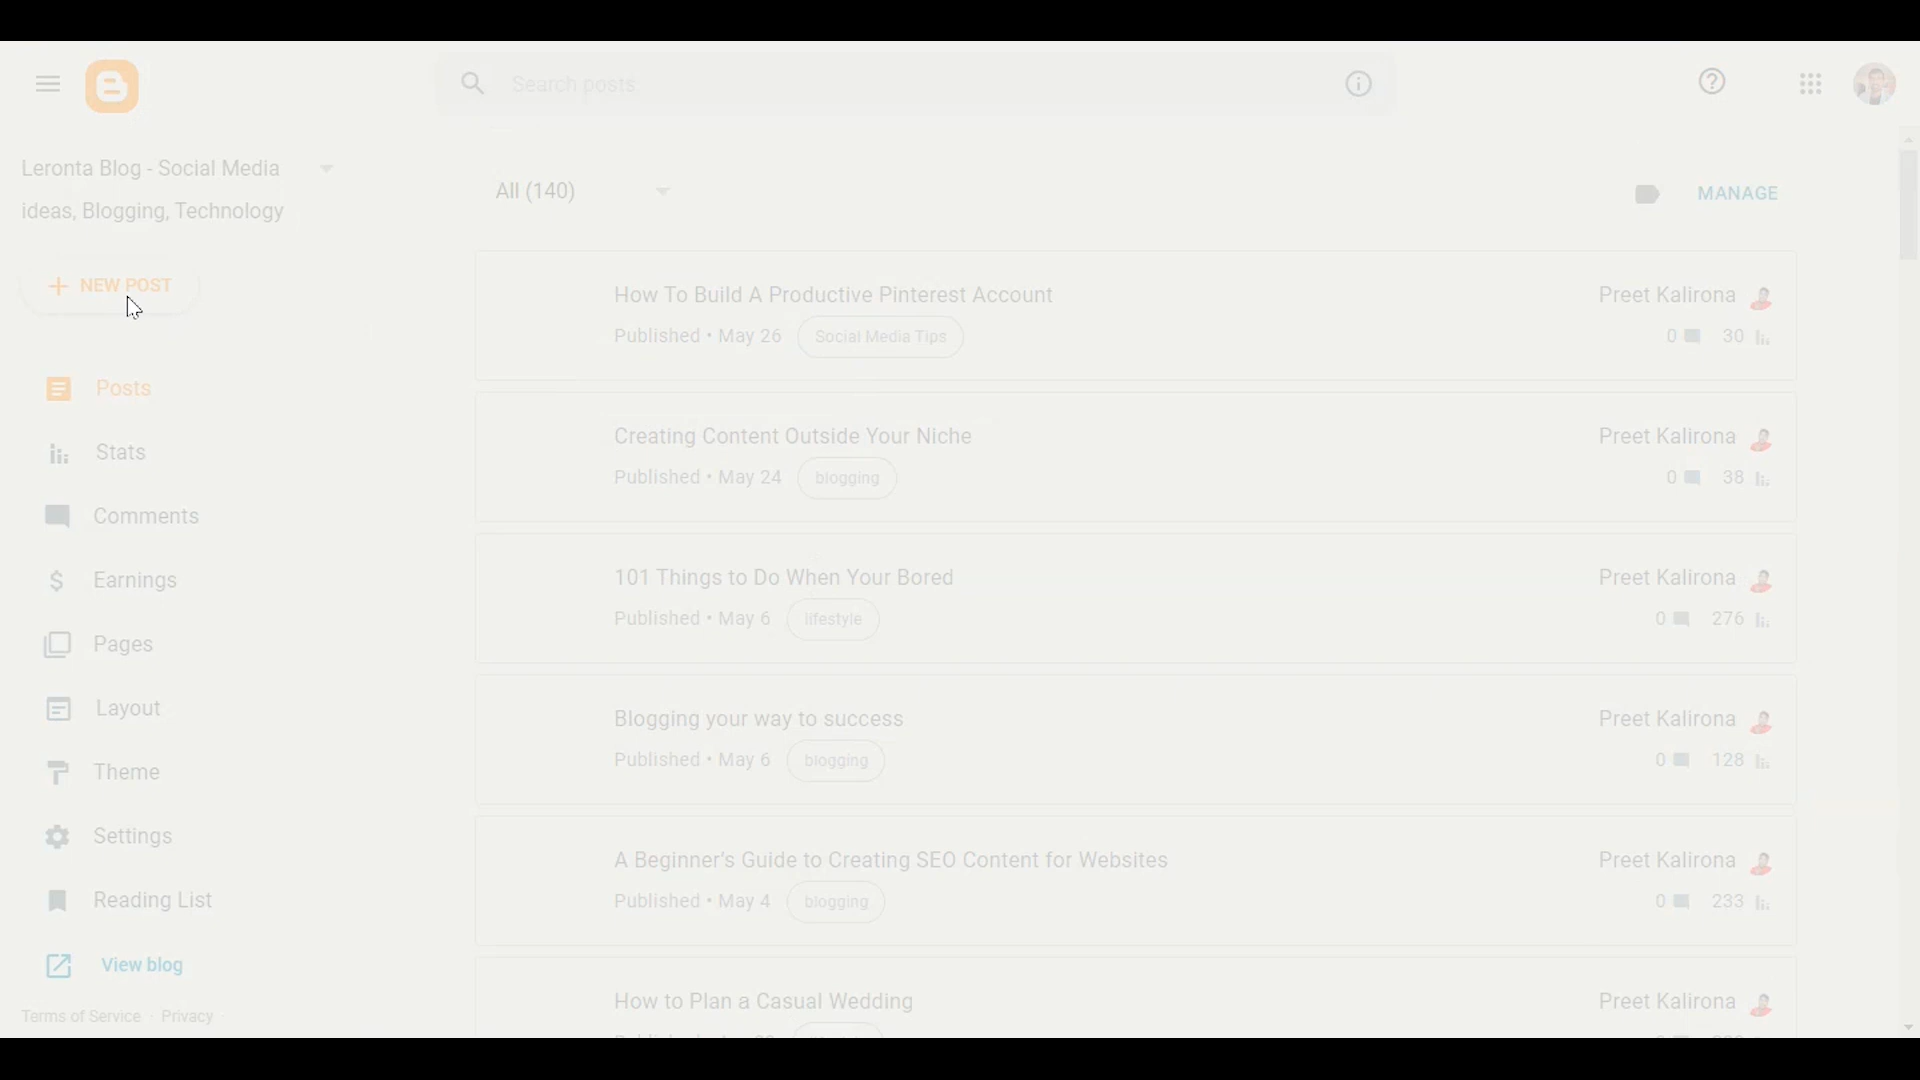 Search posts
Leronta Blog - Social Media
ideas, Blogging, Technology
NEW POST
Posts
Stats
Comments
Earnings
Pages
Layout
Theme
Settings
Reading List
View blog
Terms of Service · Privacy
All (140)
MANAGE
How To Build A Productive Pinterest Account
Preet Kalirona
Published • May 26 Social Media Tips
0 30
Creating Content Outside Your Niche
Preet Kalirona
Published • May 24 blogging
0 38
101 Things to Do When Your Bored
Preet Kalirona
Published • May 6 lifestyle
0 276
Blogging your way to success
Preet Kalirona
Published • May 6 blogging
0 128
A Beginner's Guide to Creating SEO Content for Websites
Preet Kalirona
Published • May 4 blogging
0 233
How to Plan a Casual Wedding
Preet Kalirona